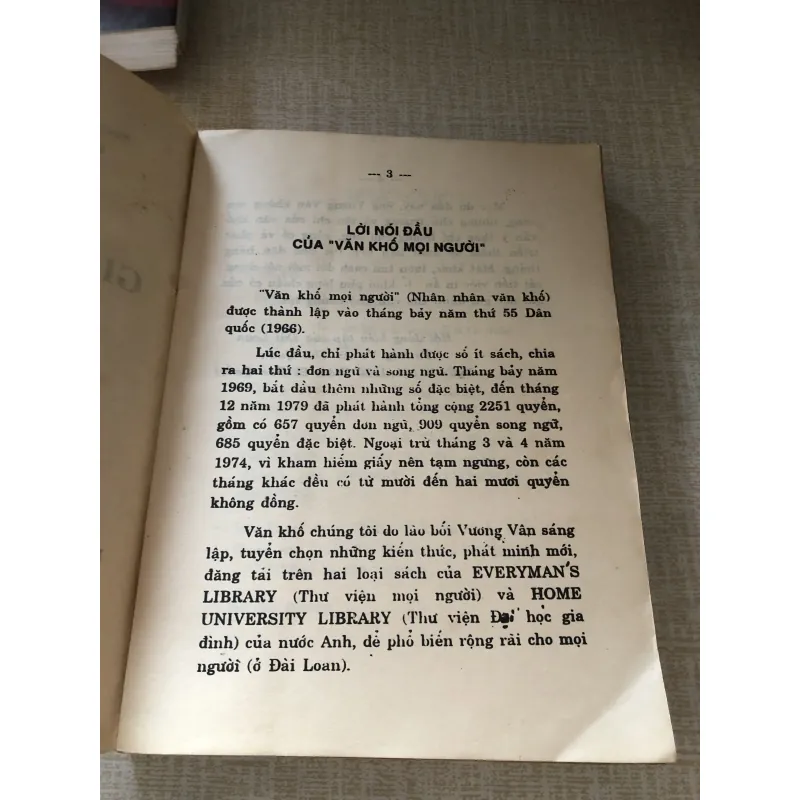 --- 3 ---
LỜI NÓI ĐẦU
CỦA "VĂN KHỐ MỌI NGƯỜI"
"Văn khố mọi người" (Nhân nhân văn khố)
được thành lập vào tháng bảy năm thứ 55 Dân
quốc (1966).
Lúc đầu, chỉ phát hành được số ít sách, chia
ra hai thứ : đơn ngữ và song ngữ. Tháng bảy năm
1969, bắt đầu thêm những số đặc biệt, đến tháng
12 năm 1979 đã phát hành tổng cộng 2251 quyển,
gồm có 657 quyển đơn ngữ, 909 quyển song ngữ,
685 quyển đặc biệt. Ngoại trừ tháng 3 và 4 năm
1974, vì kham hiếm giấy nên tạm ngưng, còn các
tháng khác đều có từ mười đến hai mươi quyển
không đồng.
Văn khố chúng tôi do lão bối Vương Vân sáng
lập, tuyển chọn những kiến thức, phát minh mới,
đăng tải trên hai loại sách của EVERYMAN'S
LIBRARY (Thư viện mọi người) và HOME
UNIVERSITY LIBRARY (Thư viện Đại học gia
đình) của nước Anh, để phổ biến rộng rãi cho mọi
người (ở Đài Loan).